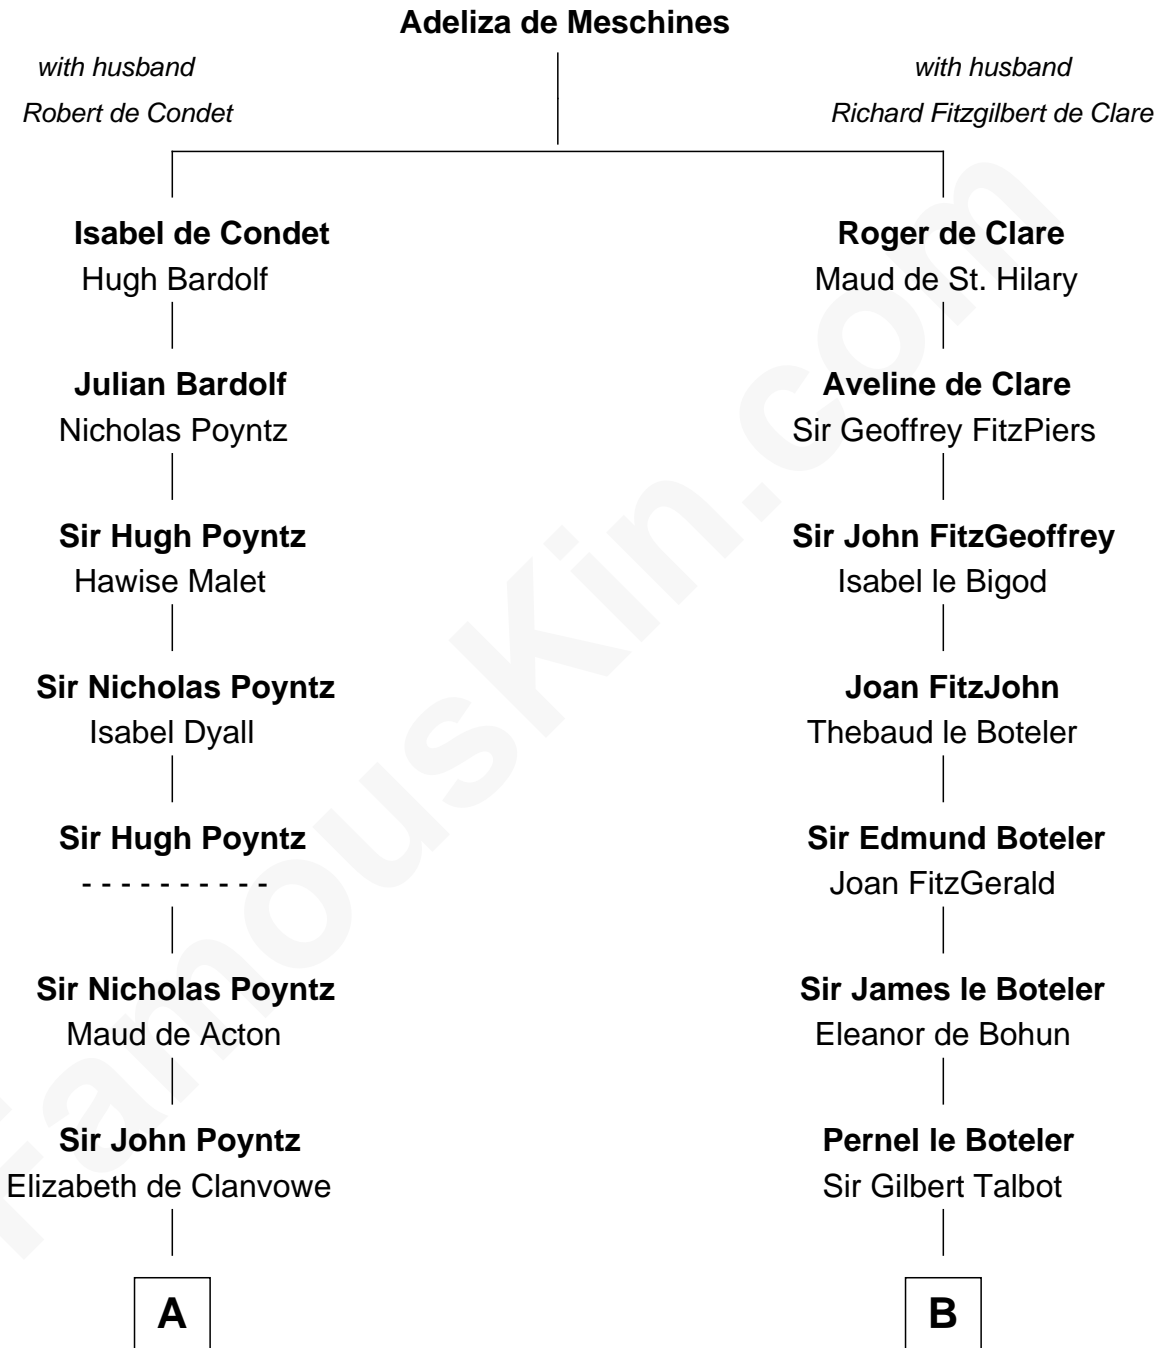 Adeliza de Meschines
with husband
Robert de Condet
with husband
Richard Fitzgilbert de Clare
Isabel de Condet
Hugh Bardolf
Roger de Clare
Maud de St. Hilary
Julian Bardolf
Nicholas Poyntz
Aveline de Clare
Sir Geoffrey FitzPiers
Sir Hugh Poyntz
Hawise Malet
Sir John FitzGeoffrey
Isabel le Bigod
Sir Nicholas Poyntz
Isabel Dyall
Joan FitzJohn
Thebaud le Boteler
Sir Hugh Poyntz
- - - - - - - - - -
Sir Edmund Boteler
Joan FitzGerald
Sir Nicholas Poyntz
Maud de Acton
Sir James le Boteler
Eleanor de Bohun
Sir John Poyntz
Elizabeth de Clanvowe
Pernel le Boteler
Sir Gilbert Talbot
A
B
FamousKin.com